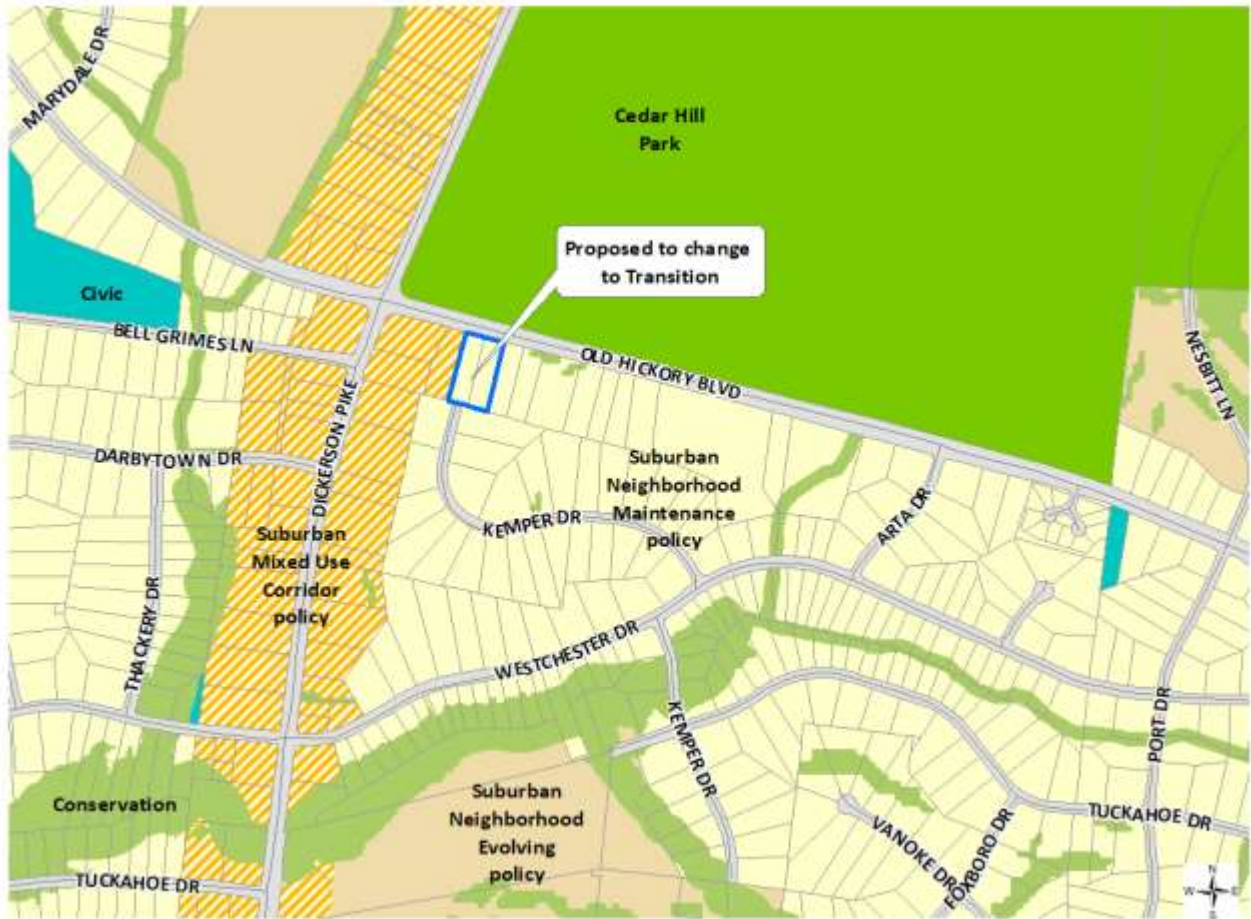 MARYDALE DR
Cedar Hill
Park
Proposed to change
to Transition
Civic
BELL GRIMES LN
OLD HICKORY BLVD
NESBITT LN
DICKERSON PIKE
DARBYTOWN DR
Suburban
Neighborhood
Maintenance
policy
ARTA DR
KEMPER DR
Suburban
Mixed Use
Corridor
policy
THACKERY DR
WESTCHESTER DR
KEMPER DR
PORT DR
Conservation
Suburban
Neighborhood
Evolving
policy
TUCKAHOE DR
VANOKE DR
FOXBORO DR
TUCKAHOE DR
N
W E